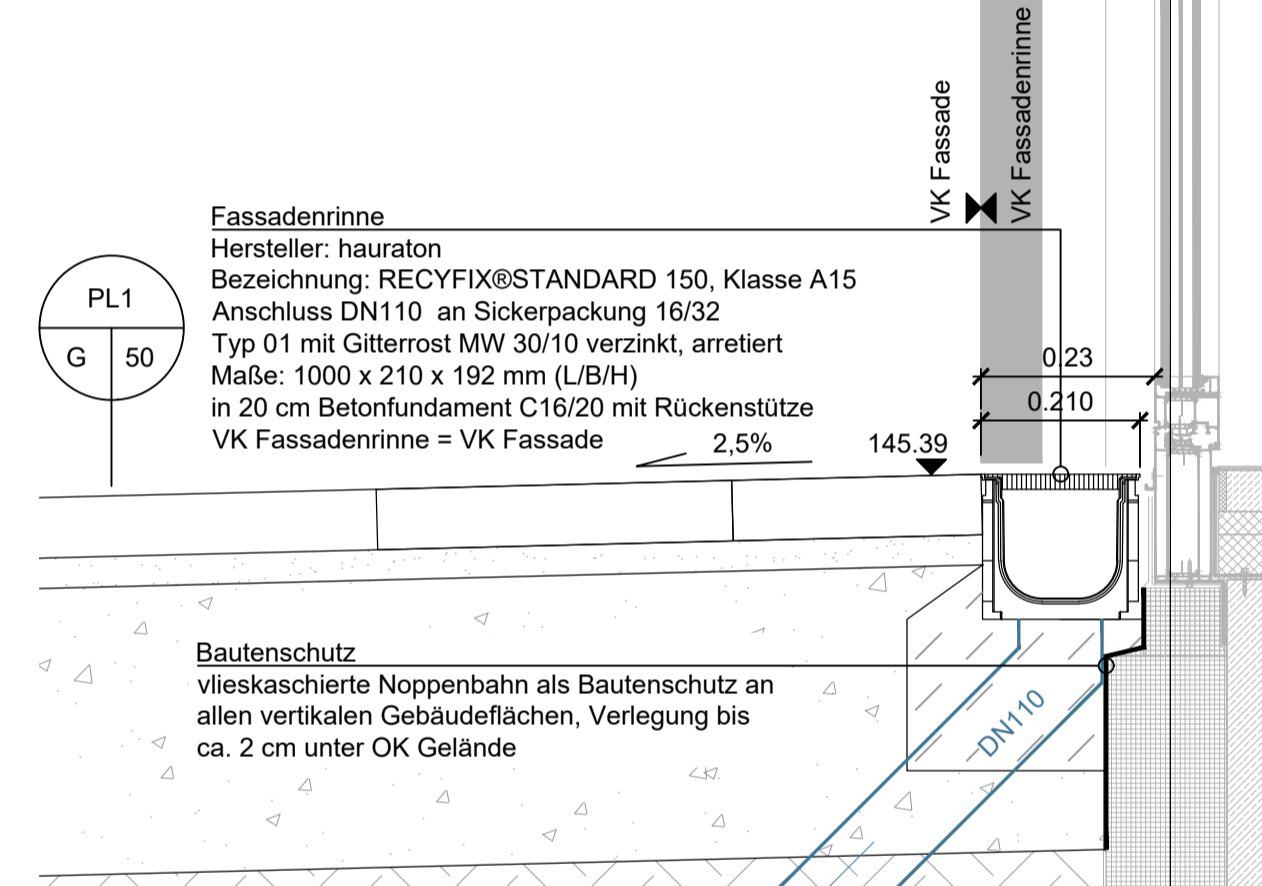 VK Fassade
VK Fassadenrinne
Fassadenrinne
Hersteller: hauraton
Bezeichnung: RECYFIX®STANDARD 150, Klasse A15
Anschluss DN110 an Sickerpackung 16/32
Typ 01 mit Gitterrost MW 30/10 verzinkt, arretiert
Maße: 1000 x 210 x 192 mm (L/B/H)
in 20 cm Betonfundament C16/20 mit Rückenstütze
VK Fassadenrinne = VK Fassade
PL1
G
50
0.23
0.210
2,5%
145.39
Bautenschutz
vlieskaschierte Noppenbahn als Bautenschutz an
allen vertikalen Gebäudeflächen, Verlegung bis
ca. 2 cm unter OK Gelände
DN110